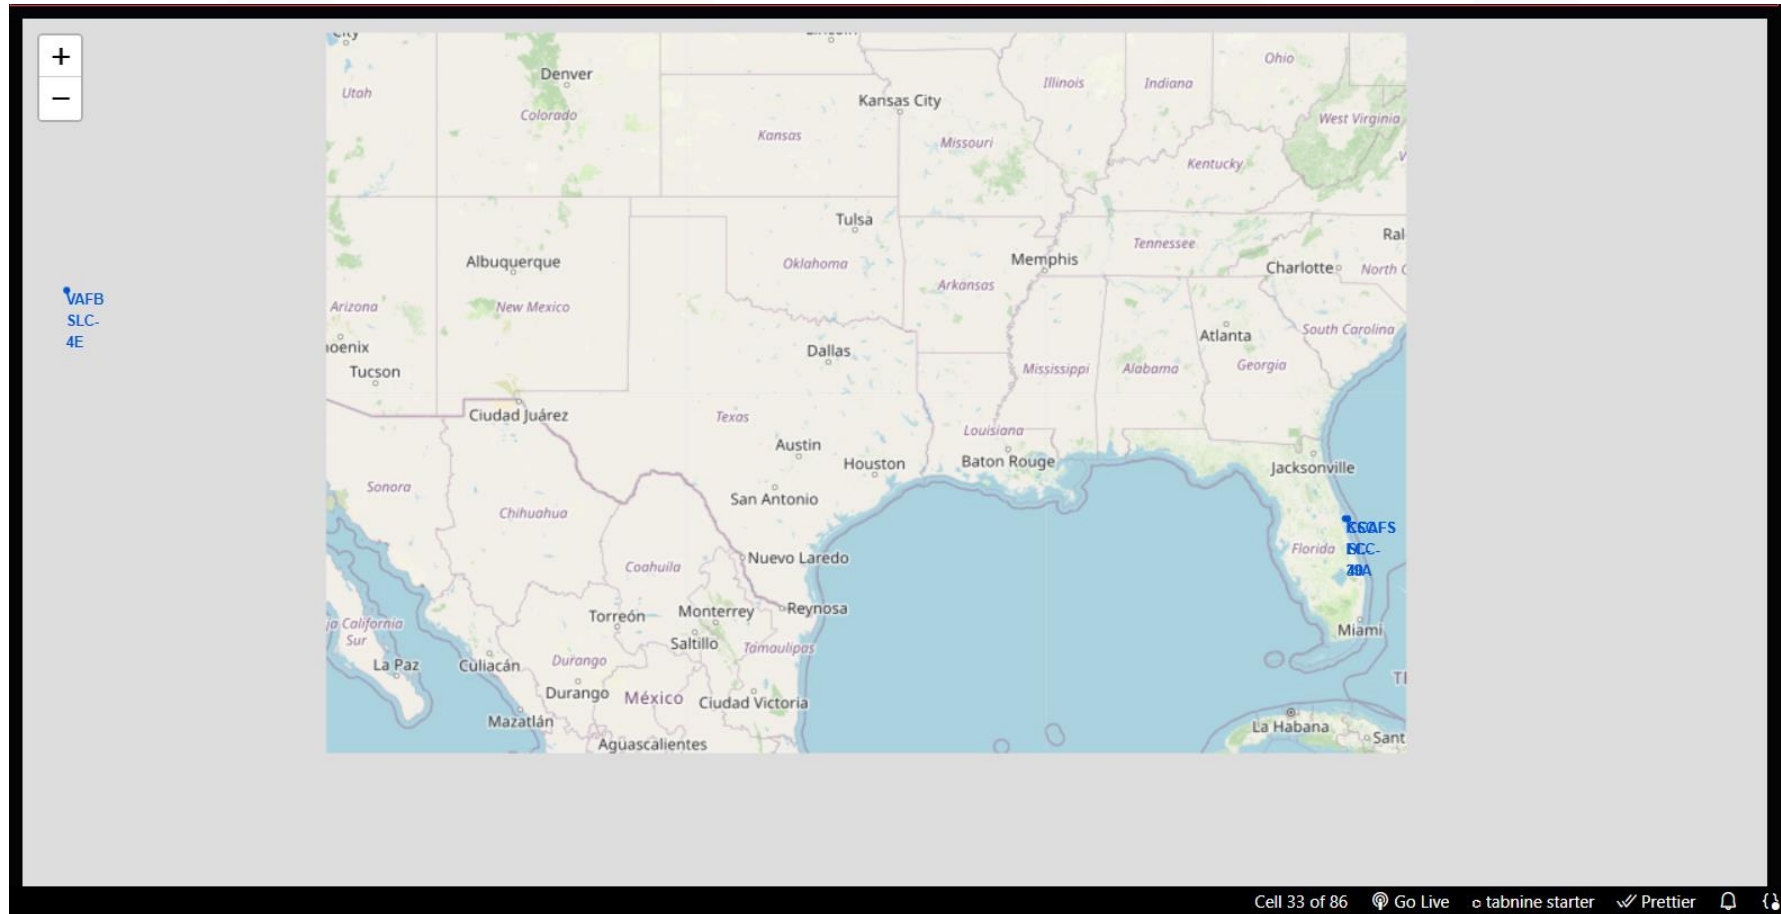 +
−
City
Lincoln
Denver
Utah
Colorado
Kansas City
Kansas
Missouri
Illinois
Indiana
Ohio
West Virginia
Kentucky
V
Tulsa
Albuquerque
Oklahoma
Memphis
Tennessee
Ral
Charlotte
North C
Arizona
New Mexico
Arkansas
VAFB
SLC-
4E
oenix
Tucson
Dallas
Mississippi
Alabama
Atlanta
Georgia
South Carolina
Ciudad Juárez
Texas
Austin
Houston
Louisiana
Baton Rouge
Jacksonville
Sonora
Chihuahua
San Antonio
Nuevo Laredo
Coahuila
Florida
Torreón
Monterrey
Reynosa
Saltillo
Tamaulipas
Miami
ja California
Sur
La Paz
Culiacán
Durango
Durango
México
Ciudad Victoria
Mazatlán
Aguascalientes
La Habana
Sant
Cell 33 of 86 Go Live tabnine starter Prettier